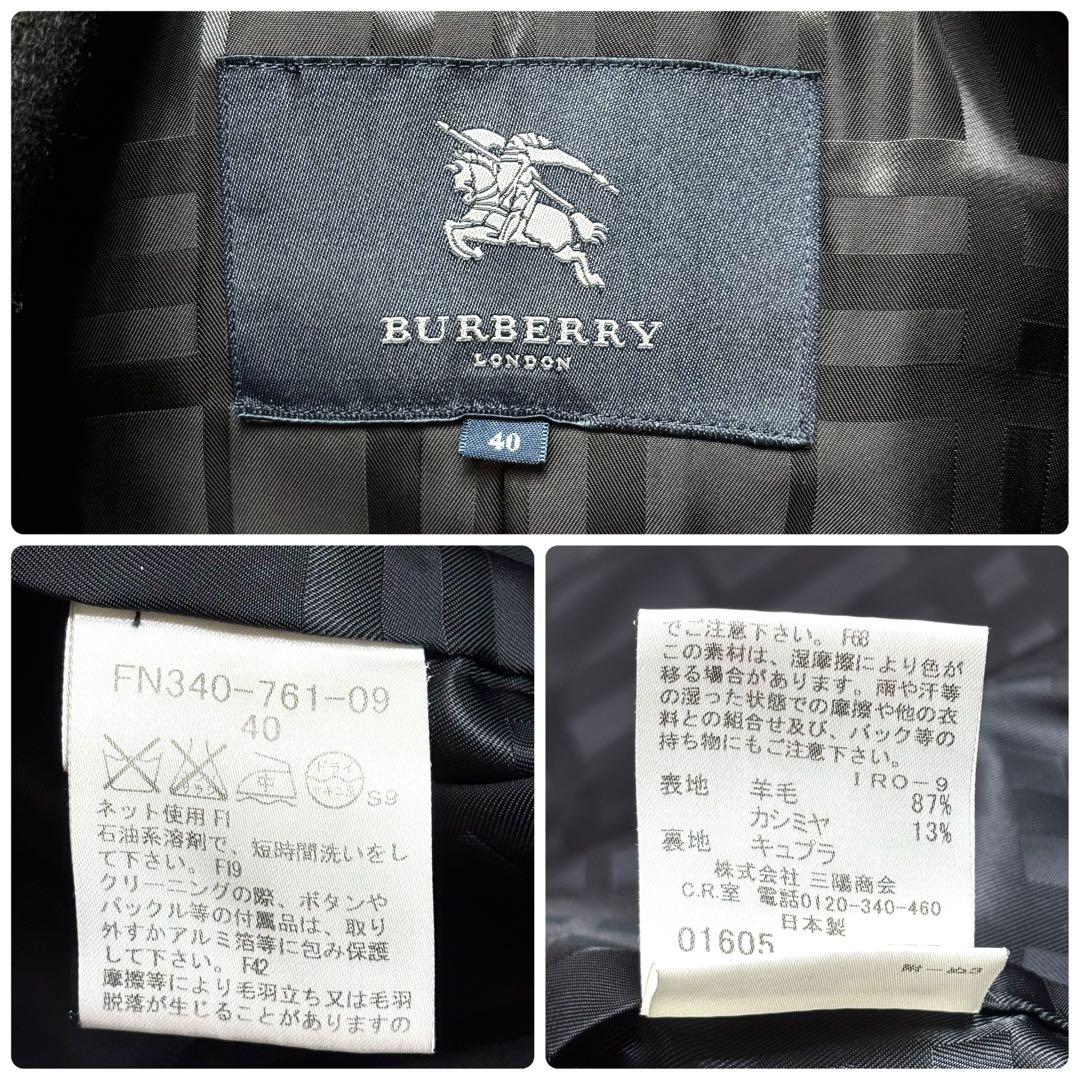 BURBERRY
LONDON
40
FN340-761-09
40
ドライ
セキユ系
S9
ネット使用 F1
石油系溶剤で、短時間洗いをし
て下さい。F19
クリーニングの際、ボタンや
バックル等の付属品は、取り
外すかアルミ箔等に包み保護
して下さい。F42
摩擦等により毛羽立ち又は毛羽
脱落が生じることがありますの
でご注意下さい。F68
この素材は、湿摩擦により色が
移る場合があります。雨や汗等
の湿った状態での摩擦や他の衣
料との組合せ及び、バック等の
持ち物にもご注意下さい。
IRO-9
表地 羊毛 87%
カシミヤ 13%
裏地 キュプラ
株式会社 三陽商会
C.R.室 電話0120-340-460
日本製
01605